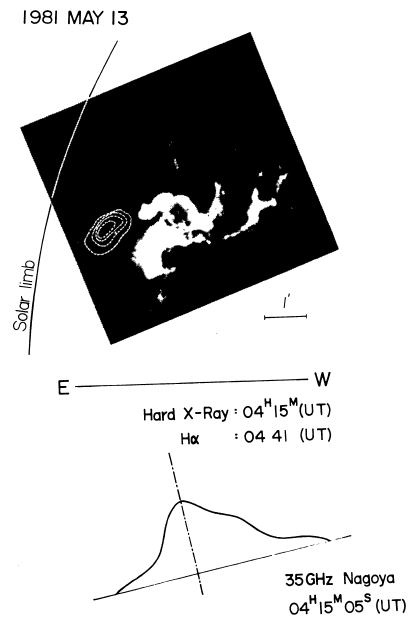 1981 MAY 13
Solar limb
1'
E W
Hard X-Ray : 04ᴴ15ᴹ(UT)
Hα : 04 41 (UT)
35GHz Nagoya
04ᴴ15ᴹ05ˢ(UT)